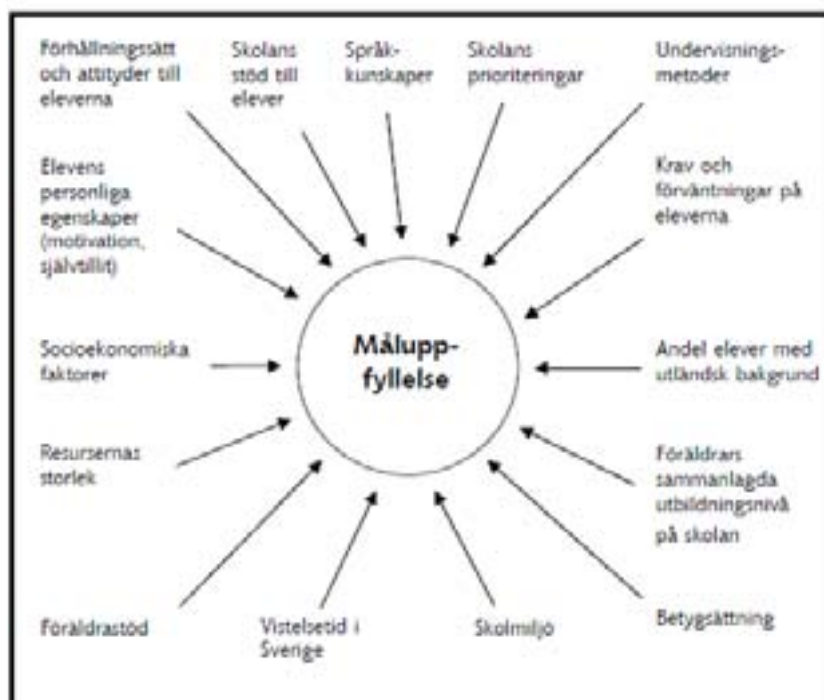 Förhållningssätt
och attityder till
eleverna
Skolans
stöd till
elever
Språk-
kunskaper
Skolans
prioriteringar
Undervisnings-
metoder
Elevens
personliga
egenskaper
(motivation,
självtillit)
Krav och
förväntningar på
eleverna
Måluppp-
fyllelse
Socioekonomiska
faktorer
Andel elever med
utländsk bakgrund
Resursernas
storlek
Föräldrars
sammanlagda
utbildningsnivå
på skolan
Föräldrastöd
Vistelsetid i
Sverige
Skolmiljö
Betygsättning